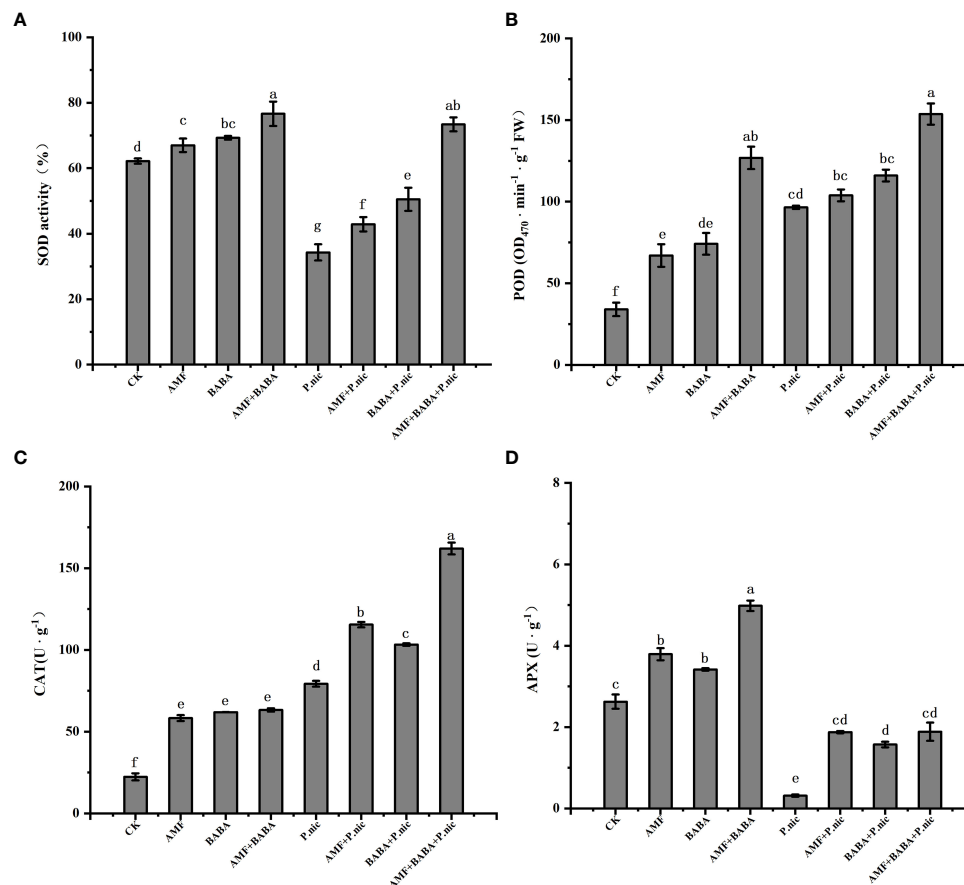 A
SOD activity（%）
100
80
60
40
20
0
d
c
bc
a
g
f
e
ab
CK
AMF
BABA
AMF+BABA
P.nic
AMF+P.nic
BABA+P.nic
AMF+BABA+P.nic
B
POD (OD₄₇₀ · min⁻¹ · g⁻¹ FW）
200
150
100
50
0
f
e
de
ab
cd
bc
bc
a
CK
AMF
BABA
AMF+BABA
P.nic
AMF+P.nic
BABA+P.nic
AMF+BABA+P.nic
C
CAT(U · g⁻¹)
200
150
100
50
0
f
e
e
e
d
b
c
a
CK
AMF
BABA
AMF+BABA
P.nic
AMF+P.nic
BABA+P.nic
AMF+BABA+P.nic
D
APX (U · g⁻¹)
8
6
4
2
0
c
b
b
a
e
cd
d
cd
CK
AMF
BABA
AMF+BABA
P.nic
AMF+P.nic
BABA+P.nic
AMF+BABA+P.nic